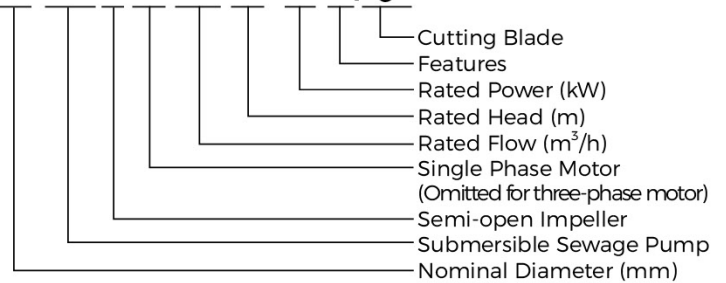 Cutting Blade
Features
Rated Power (kW)
Rated Head (m)
Rated Flow (m³/h)
Single Phase Motor
(Omitted for three-phase motor)
Semi-open Impeller
Submersible Sewage Pump
Nominal Diameter (mm)